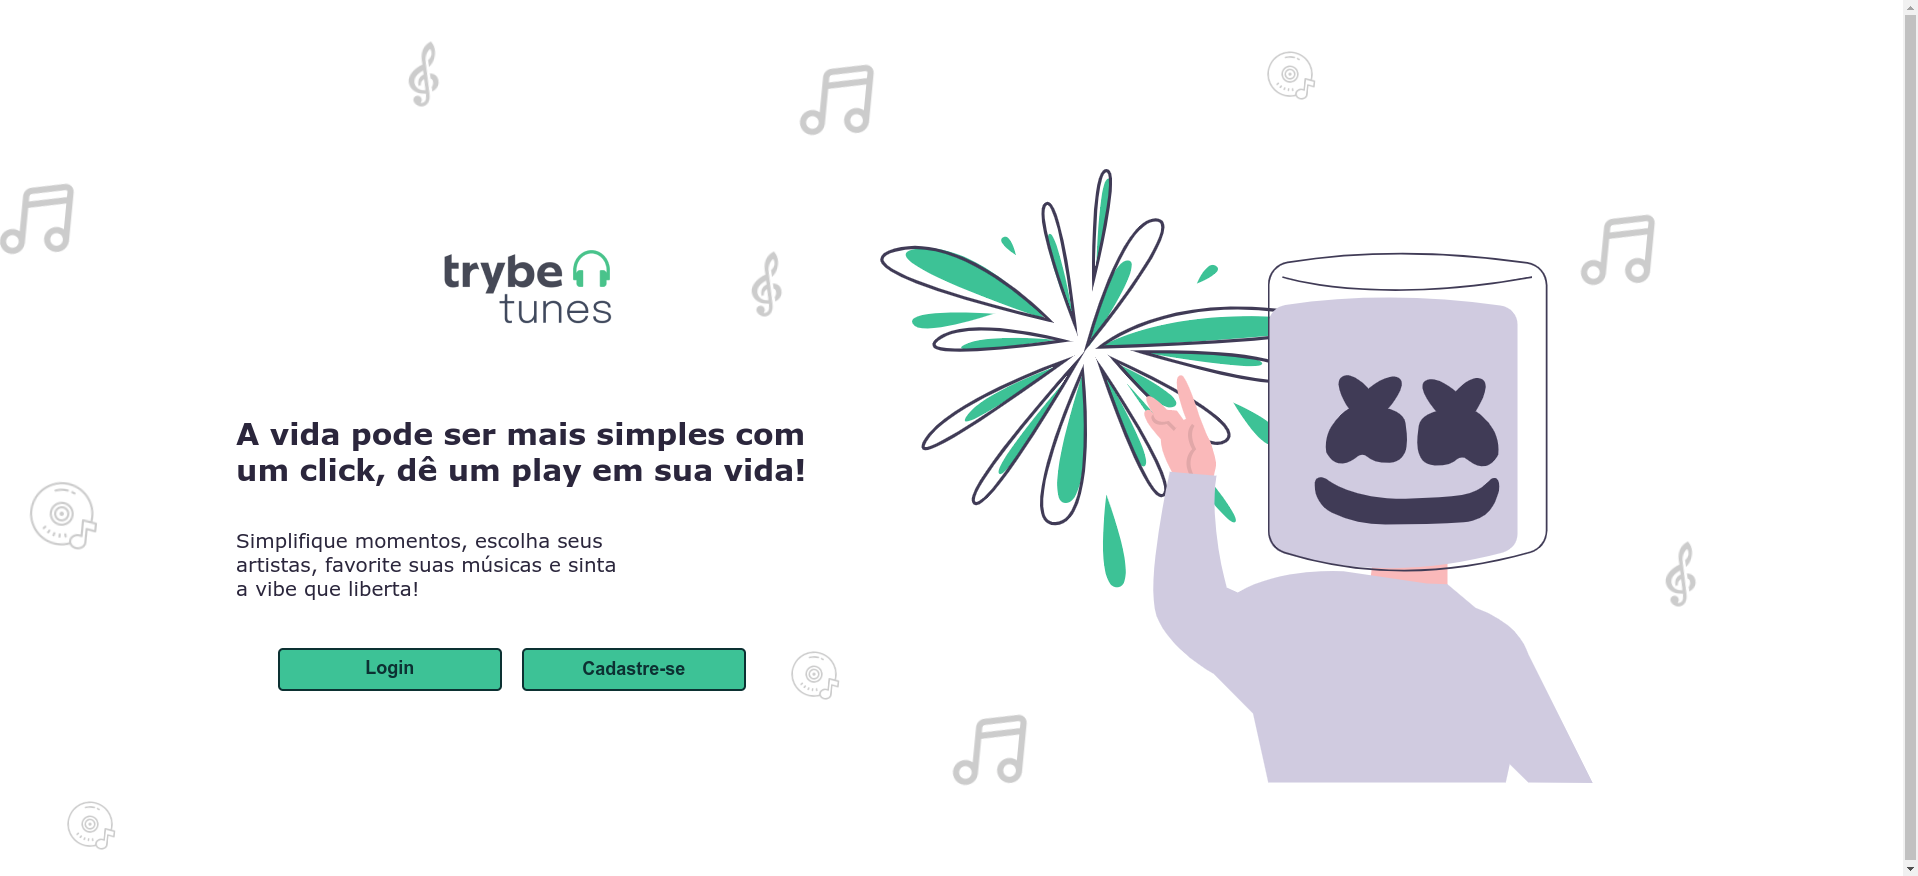 trybe
tunes
A vida pode ser mais simples com
um click, dê um play em sua vida!
Simplifique momentos, escolha seus
artistas, favorite suas músicas e sinta
a vibe que liberta!
Login
Cadastre-se